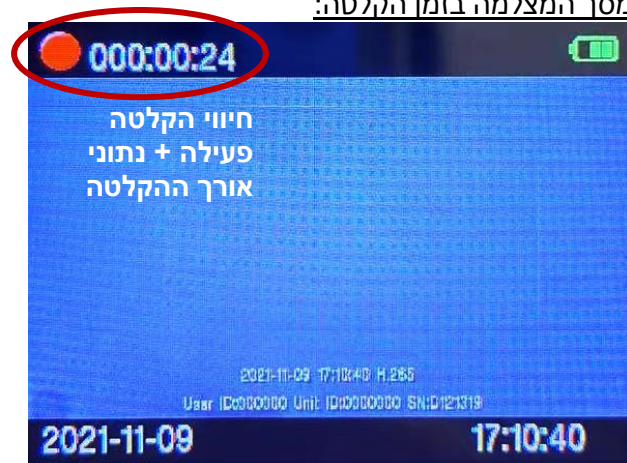 מסך המצלמה בזמן הקלטה:
000:00:24
חיווי הקלטה
פעילה + נתוני
אורך ההקלטה
2021-11-09 17:10:40 H.265
User ID:000000 Unit ID:0000000 SN:D121319
2021-11-09
17:10:40